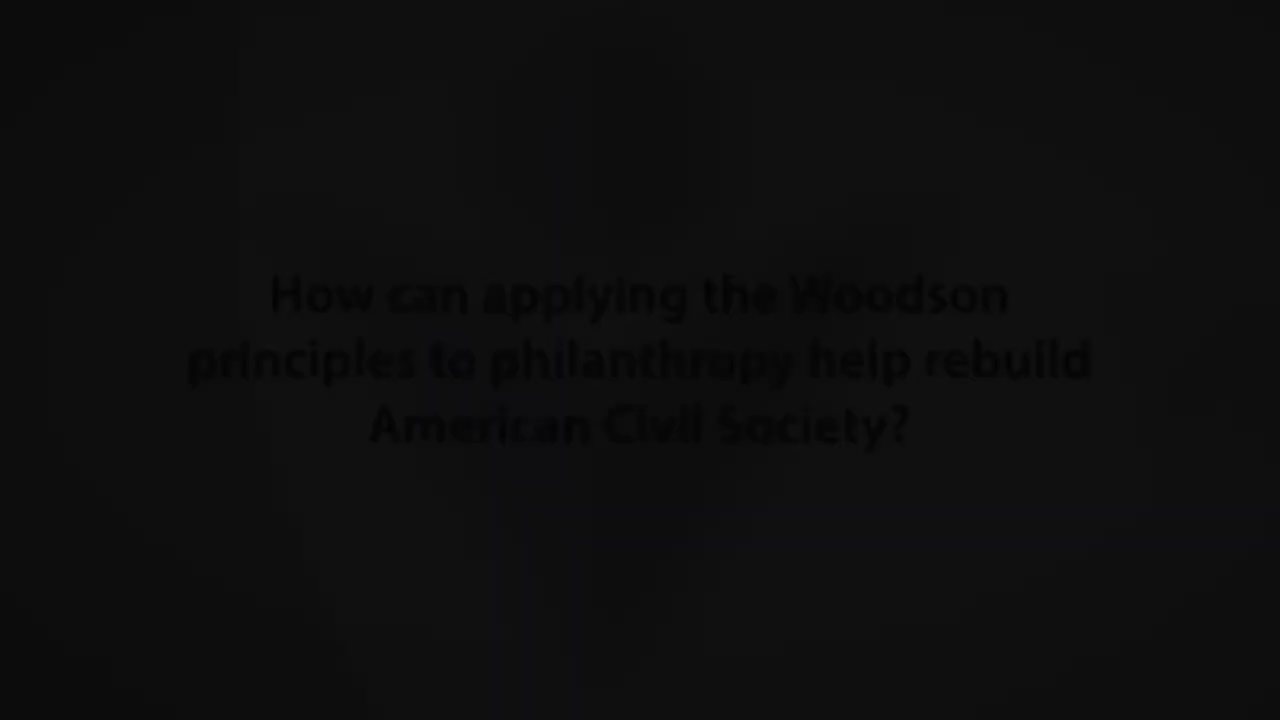 How can applying the Woodson
principles to philanthropy help rebuild
American Civil Society?